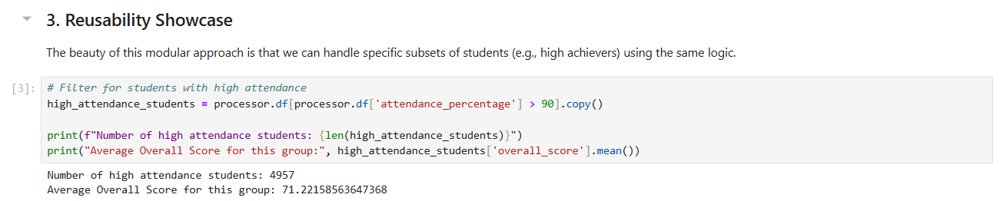 3. Reusability Showcase
The beauty of this modular approach is that we can handle specific subsets of students (e.g., high achievers) using the same logic.
[3]:
# Filter for students with high attendance
high_attendance_students = processor.df[processor.df['attendance_percentage'] > 90].copy()
print(f"Number of high attendance students: {len(high_attendance_students)}")
print("Average Overall Score for this group:", high_attendance_students['overall_score'].mean())
Number of high attendance students: 4957
Average Overall Score for this group: 71.22158563647368